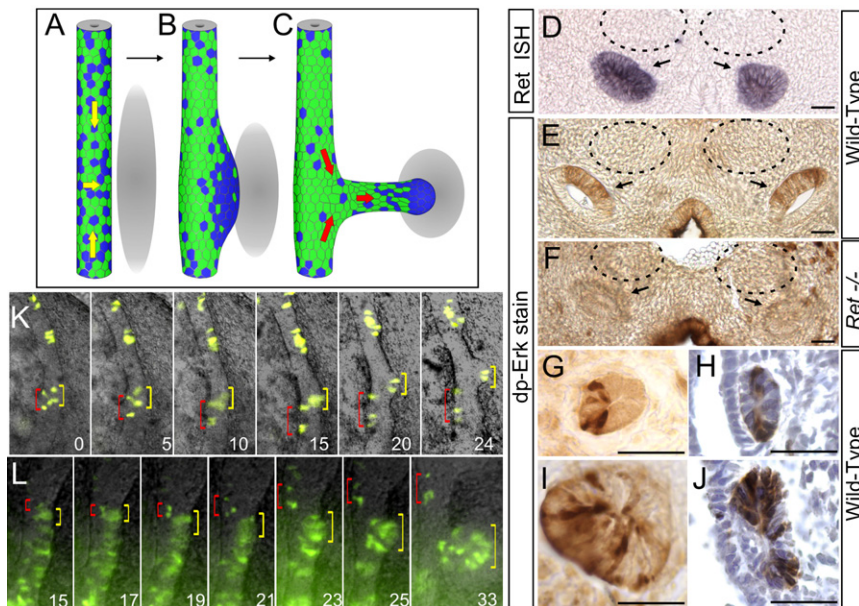 A B C
D
Ret ISH
Wild-Type
E
dp-Erk stain
F
Ret -/-
K
0 5 10 15 20 24
G H
Wild-Type
L
15 17 19 21 23 25 33
I J